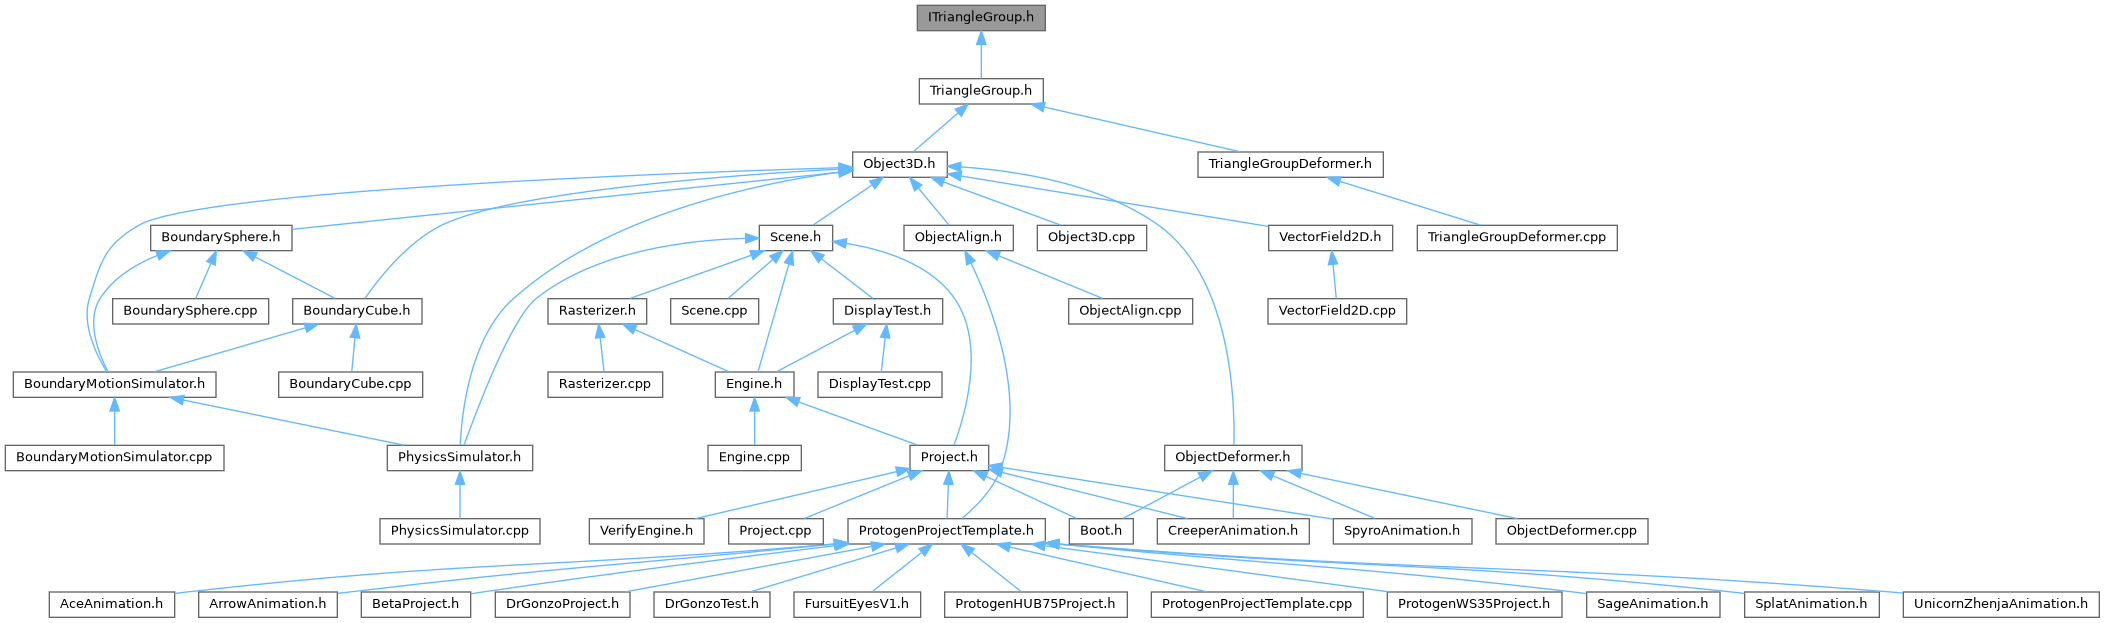 ITriangleGroup.h
TriangleGroup.h
Object3D.h
TriangleGroupDeformer.h
BoundarySphere.h
Scene.h
ObjectAlign.h
Object3D.cpp
VectorField2D.h
TriangleGroupDeformer.cpp
BoundarySphere.cpp
BoundaryCube.h
Rasterizer.h
Scene.cpp
DisplayTest.h
ObjectAlign.cpp
VectorField2D.cpp
BoundaryMotionSimulator.h
BoundaryCube.cpp
Rasterizer.cpp
Engine.h
DisplayTest.cpp
BoundaryMotionSimulator.cpp
PhysicsSimulator.h
Engine.cpp
Project.h
ObjectDeformer.h
PhysicsSimulator.cpp
VerifyEngine.h
Project.cpp
ProtogenProjectTemplate.h
Boot.h
CreeperAnimation.h
SpyroAnimation.h
ObjectDeformer.cpp
AceAnimation.h
ArrowAnimation.h
BetaProject.h
DrGonzoProject.h
DrGonzoTest.h
FursuitEyesV1.h
ProtogenHUB75Project.h
ProtogenProjectTemplate.cpp
ProtogenWS35Project.h
SageAnimation.h
SplatAnimation.h
UnicornZhenjaAnimation.h